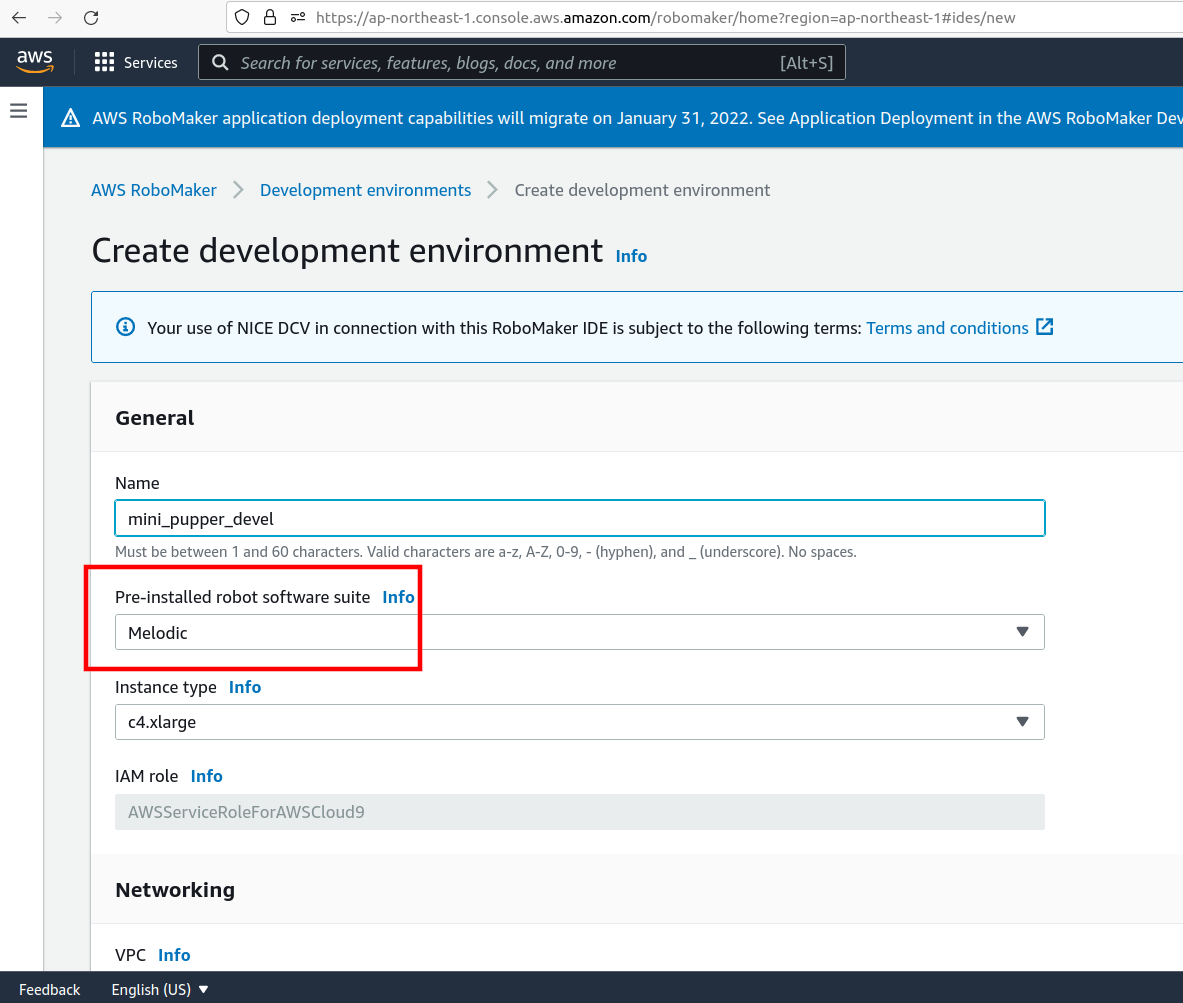 https://ap-northeast-1.console.aws.amazon.com/robomaker/home?region=ap-northeast-1#ides/new
aws Services Search for services, features, blogs, docs, and more [Alt+S]
AWS RoboMaker application deployment capabilities will migrate on January 31, 2022. See Application Deployment in the AWS RoboMaker Dev
AWS RoboMaker > Development environments > Create development environment
Create development environment Info
Your use of NICE DCV in connection with this RoboMaker IDE is subject to the following terms: Terms and conditions
General
Name
mini_pupper_devel
Must be between 1 and 60 characters. Valid characters are a-z, A-Z, 0-9, - (hyphen), and _ (underscore). No spaces.
Pre-installed robot software suite Info
Melodic
Instance type Info
c4.xlarge
IAM role Info
AWSServiceRoleForAWSCloud9
Networking
VPC Info
Feedback English (US)